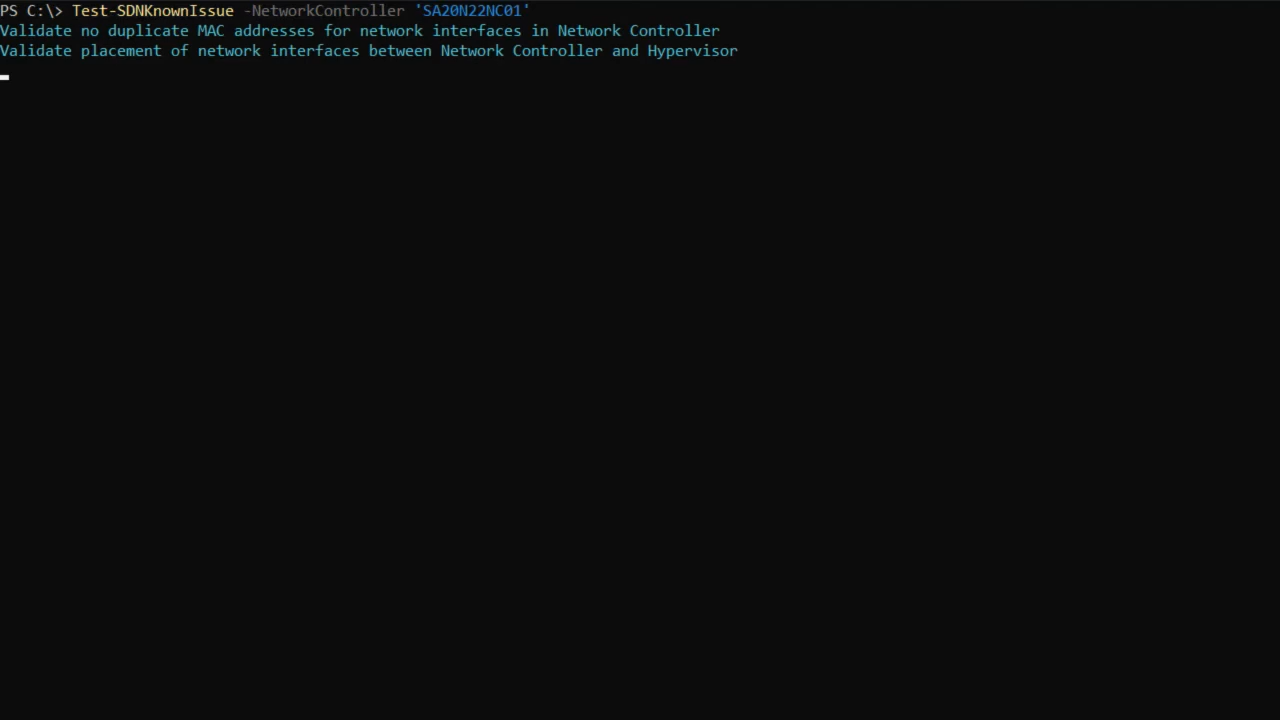 PS C:\> Test-SDNKnownIssue -NetworkController 'SA20N22NC01'
Validate no duplicate MAC addresses for network interfaces in Network Controller
Validate placement of network interfaces between Network Controller and Hypervisor